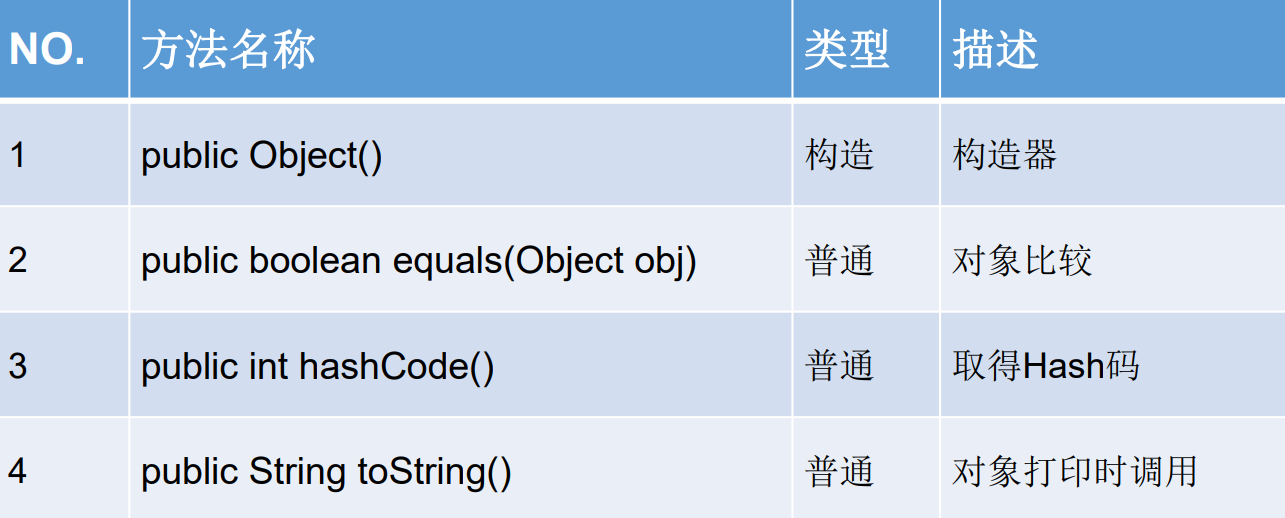 NO. 方法名称 类型 描述
1 public Object() 构造 构造器
2 public boolean equals(Object obj) 普通 对象比较
3 public int hashCode() 普通 取得Hash码
4 public String toString() 普通 对象打印时调用